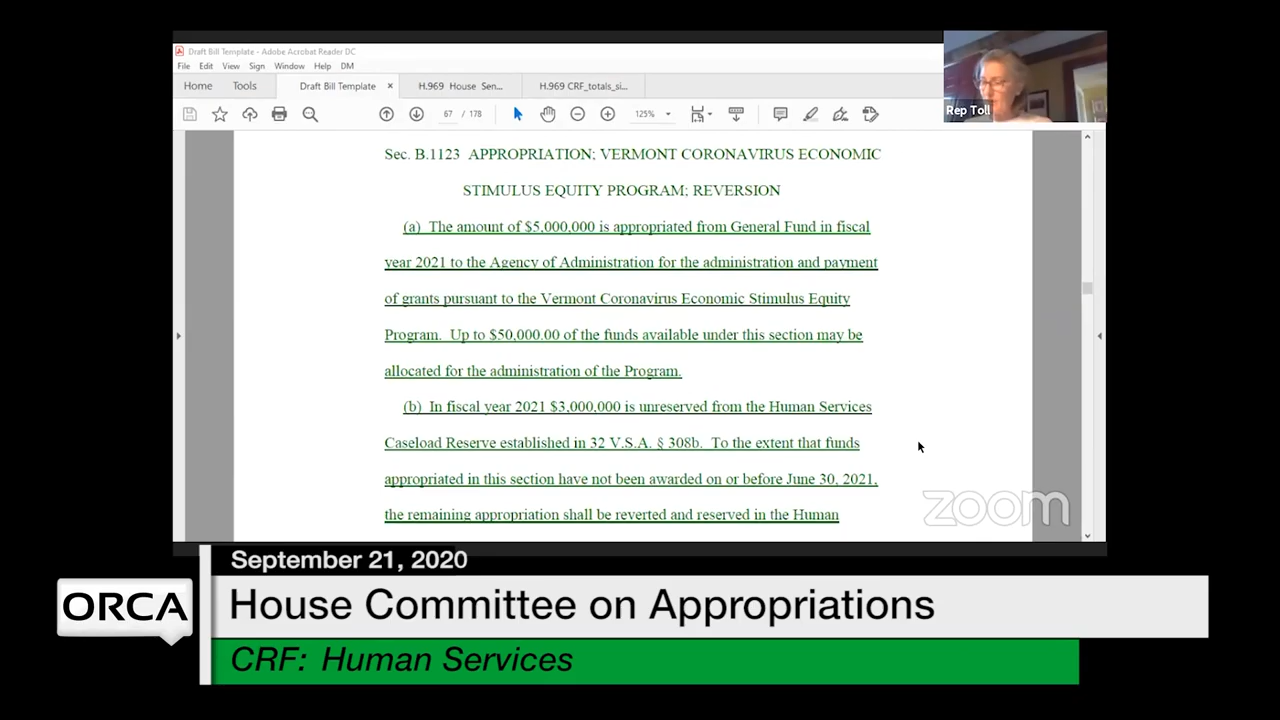 Draft Bill Template - Adobe Acrobat Reader DC
File Edit View Sign Window Help DM
Home Tools Draft Bill Template × H.969 House Sen... H.969 CRF_totals_si...
67 / 178 125%
Rep Toll
Sec. B.1123 APPROPRIATION; VERMONT CORONAVIRUS ECONOMIC
STIMULUS EQUITY PROGRAM; REVERSION
(a) The amount of $5,000,000 is appropriated from General Fund in fiscal
year 2021 to the Agency of Administration for the administration and payment
of grants pursuant to the Vermont Coronavirus Economic Stimulus Equity
Program. Up to $50,000.00 of the funds available under this section may be
allocated for the administration of the Program.
(b) In fiscal year 2021 $3,000,000 is unreserved from the Human Services
Caseload Reserve established in 32 V.S.A. § 308b. To the extent that funds
appropriated in this section have not been awarded on or before June 30, 2021,
the remaining appropriation shall be reverted and reserved in the Human
zoom
September 21, 2020
ORCA
House Committee on Appropriations
CRF: Human Services